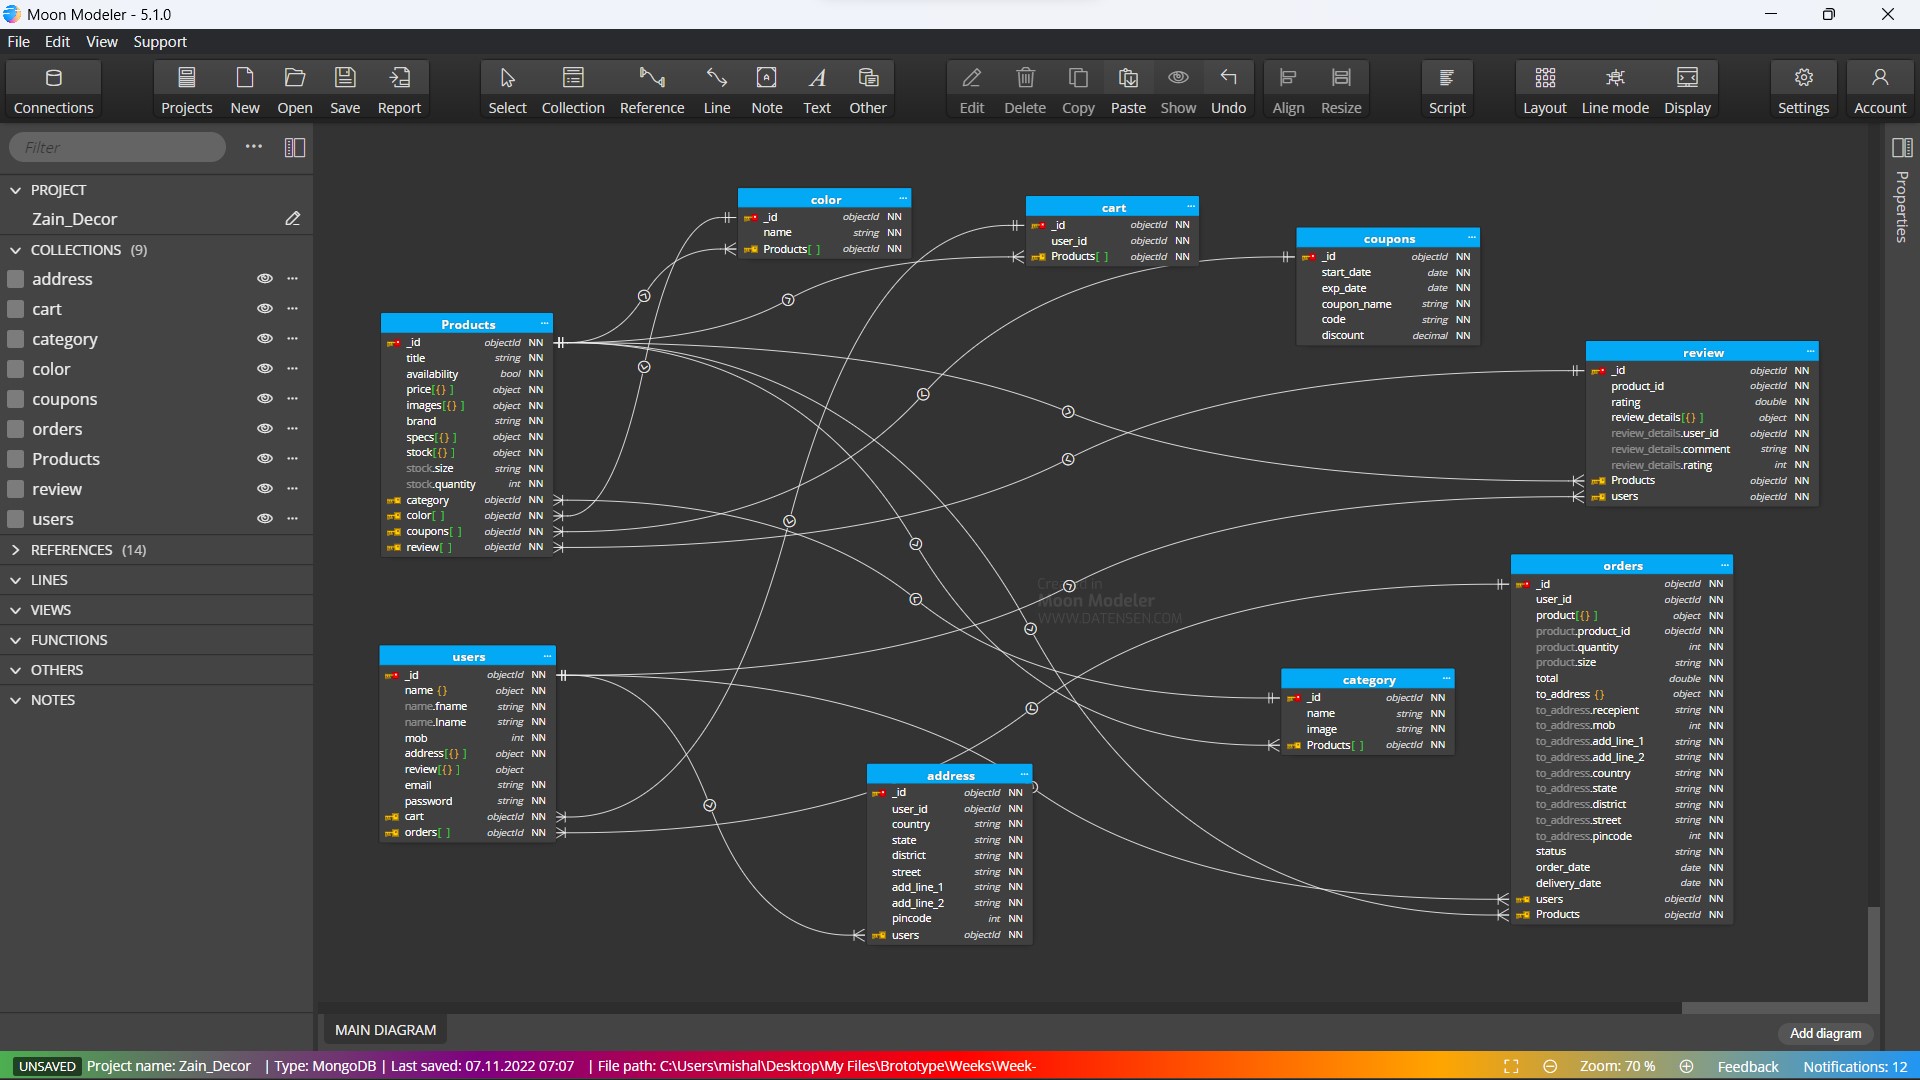 Moon Modeler - 5.1.0
File Edit View Support
Connections Projects New Open Save Report Select Collection Reference Line Note Text Other Edit Delete Copy Paste Show Undo Align Resize Script Layout Line mode Display Settings Account
Filter
PROJECT
Zain_Decor
COLLECTIONS (9)
address
cart
category
color
coupons
orders
Products
review
users
REFERENCES (14)
LINES
VIEWS
FUNCTIONS
OTHERS
NOTES
color
_id objectId NN
name string NN
Products[ ] objectId NN
cart
_id objectId NN
user_id objectId NN
Products[ ] objectId NN
coupons
_id objectId NN
start_date date NN
exp_date date NN
coupon_name string NN
code string NN
discount decimal NN
Products
_id objectId NN
title string NN
availability bool NN
price[{} ] object NN
images[{} ] object NN
brand string NN
specs[{} ] object NN
stock[{} ] object NN
stock.size string NN
stock.quantity int NN
category objectId NN
color[ ] objectId NN
coupons[ ] objectId NN
review[ ] objectId NN
review
_id objectId NN
product_id objectId NN
rating double NN
review_details[{} ] object NN
review_details.user_id objectId NN
review_details.comment string NN
review_details.rating int NN
Products objectId NN
users objectId NN
Created in
Moon Modeler
WWW.DATENSEN.COM
orders
_id objectId NN
user_id objectId NN
product[{} ] object NN
product.product_id objectId NN
product.quantity int NN
product.size string NN
total double NN
to_address {} object NN
to_address.recepient string NN
to_address.mob int NN
to_address.add_line_1 string NN
to_address.add_line_2 string NN
to_address.country string NN
to_address.state string NN
to_address.district string NN
to_address.street string NN
to_address.pincode int NN
status string NN
order_date date NN
delivery_date date NN
users objectId NN
Products objectId NN
users
_id objectId NN
name {} object NN
name.fname string NN
name.lname string NN
mob int NN
address[{} ] object NN
review[{} ] object
email string NN
password string NN
cart objectId NN
orders[ ] objectId NN
category
_id objectId NN
name string NN
image string NN
Products[ ] objectId NN
address
_id objectId NN
user_id objectId NN
country string NN
state string NN
district string NN
street string NN
add_line_1 string NN
add_line_2 string NN
pincode int NN
users objectId NN
Properties
MAIN DIAGRAM
Add diagram
UNSAVED Project name: Zain_Decor | Type: MongoDB | Last saved: 07.11.2022 07:07 | File path: C:\Users\mishal\Desktop\My Files\Brototype\Weeks\Week- Zoom: 70 % Feedback Notifications: 12